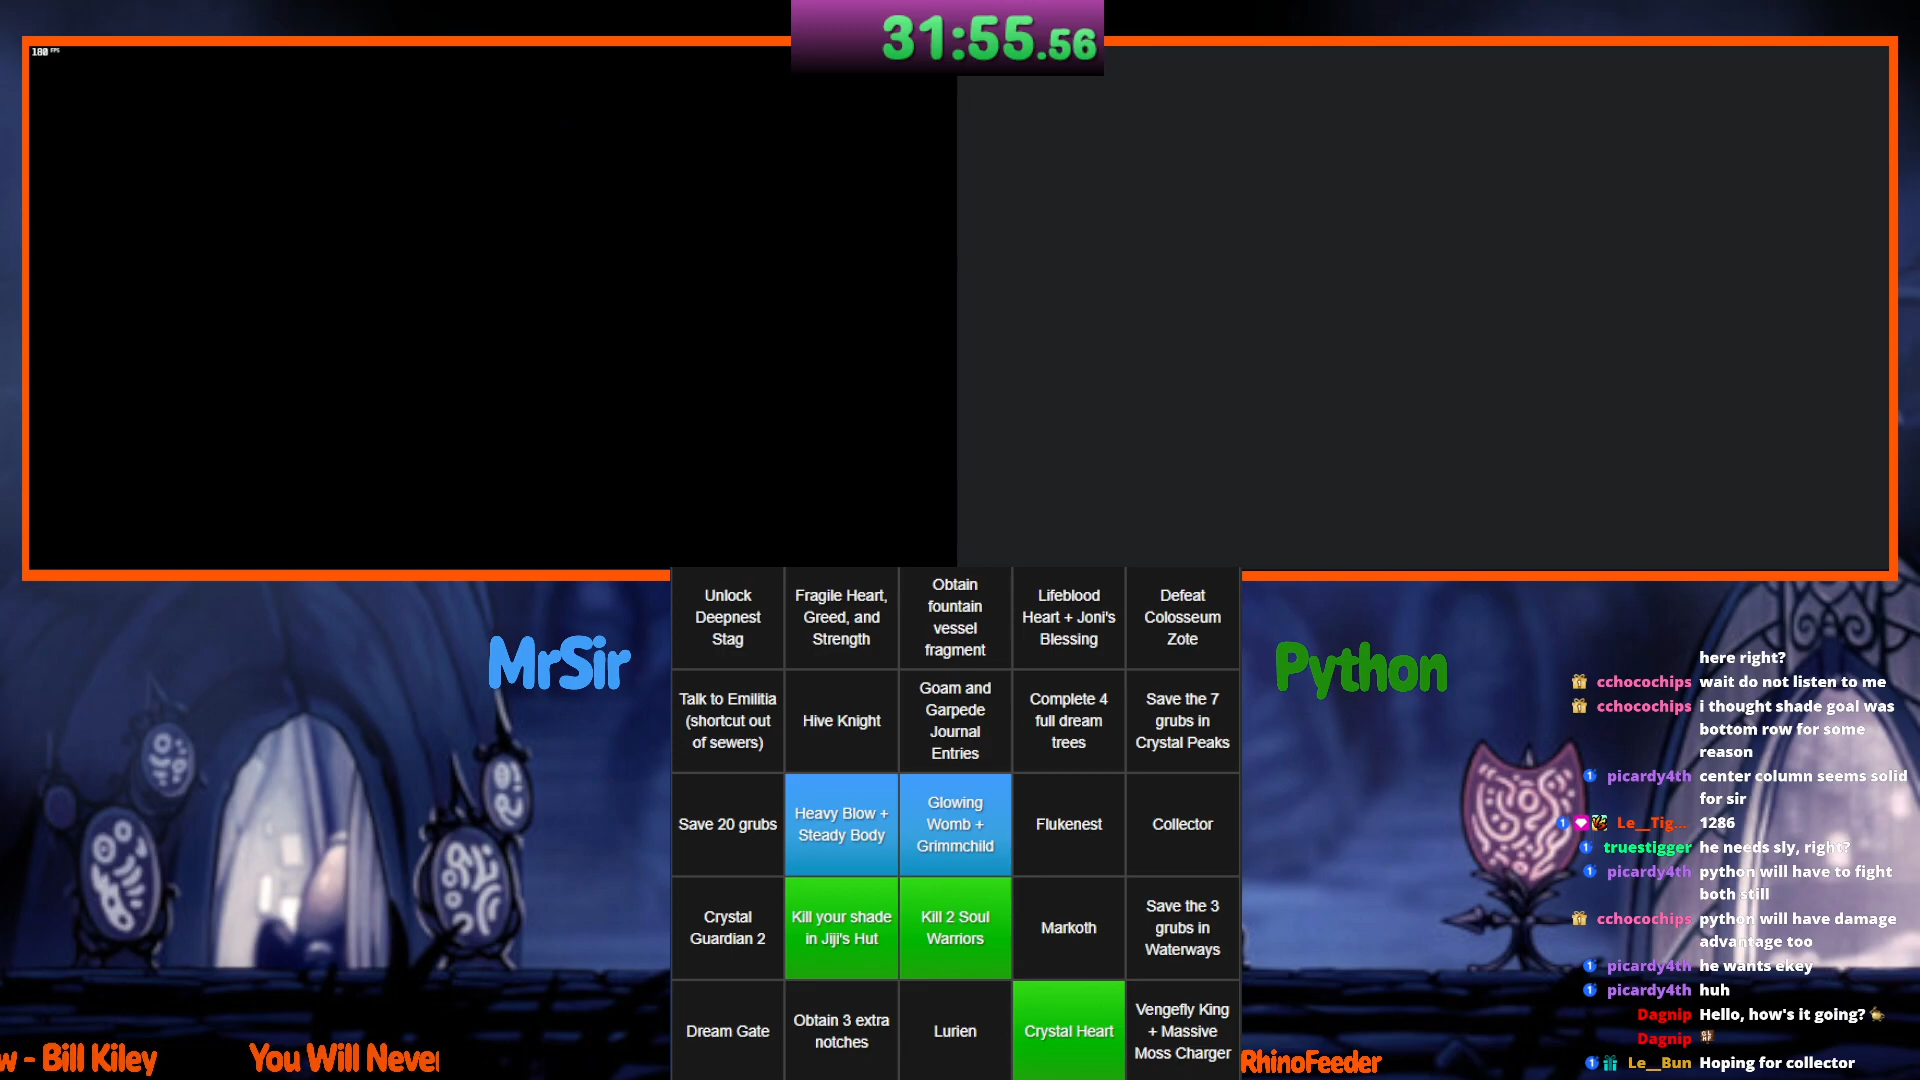 180 FPS
31:55.56
MrSir
Python
Unlock
Deepnest
Stag
Fragile Heart,
Greed, and
Strength
Obtain
fountain
vessel
fragment
Lifeblood
Heart + Joni's
Blessing
Defeat
Colosseum
Zote
Talk to Emilitia
(shortcut out
of sewers)
Hive Knight
Goam and
Garpede
Journal
Entries
Complete 4
full dream
trees
Save the 7
grubs in
Crystal Peaks
Save 20 grubs
Heavy Blow +
Steady Body
Glowing
Womb +
Grimmchild
Flukenest
Collector
Crystal
Guardian 2
Kill your shade
in Jiji's Hut
Kill 2 Soul
Warriors
Markoth
Save the 3
grubs in
Waterways
Dream Gate
Obtain 3 extra
notches
Lurien
Crystal Heart
Vengefly King
+ Massive
Moss Charger
here right?
cchocochips wait do not listen to me
cchocochips i thought shade goal was
bottom row for some
reason
picardy4th center column seems solid
for sir
Le__Tig... 1286
truestigger he needs sly, right?
picardy4th python will have to fight
both still
cchocochips python will have damage
advantage too
picardy4th he wants ekey
picardy4th huh
Dagnip Hello, how's it going?
Dagnip
Le__Bun Hoping for collector
w - Bill Kiley
You Will Never
RhinoFeeder